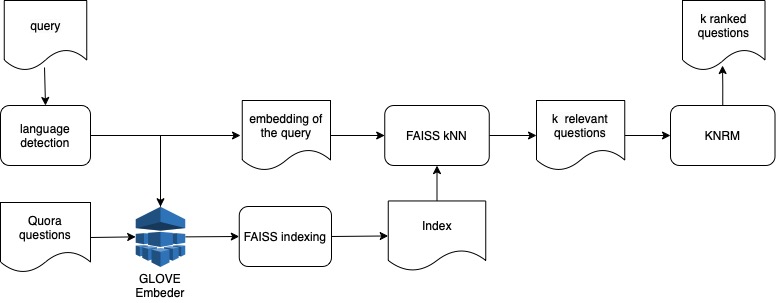 query
k ranked
questions
language
detection
embedding of
the query
FAISS kNN
k  relevant
questions
KNRM
Quora
questions
GLOVE
Embeder
FAISS indexing
Index